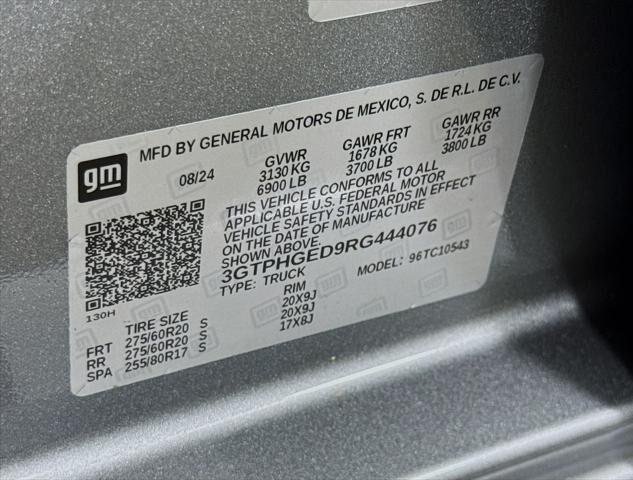 MFD BY GENERAL MOTORS DE MEXICO, S. DE R.L. DE C.V.
gm
08/24 GVWR GAWR FRT GAWR RR
3130 KG 1678 KG 1724 KG
6900 LB 3700 LB 3800 LB
THIS VEHICLE CONFORMS TO ALL
APPLICABLE U.S. FEDERAL MOTOR
VEHICLE SAFETY STANDARDS IN EFFECT
ON THE DATE OF MANUFACTURE
SHOWN ABOVE.
3GTPHGED9RG444076
TYPE: TRUCK MODEL: 96TC10543
130H
TIRE SIZE RIM
FRT 275/60R20 S 20X9J
RR 275/60R20 S 20X9J
SPA 255/80R17 S 17X8J